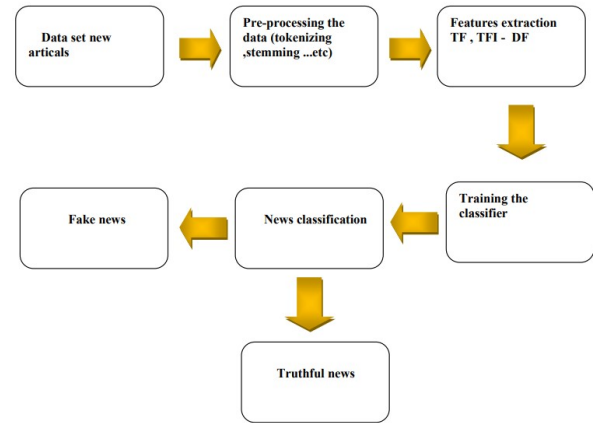 Data set new
articals
Pre-processing the
data (tokenizing
,stemming ...etc)
Features extraction
TF , TFI - DF
Training the
classifier
News classification
Fake news
Truthful news